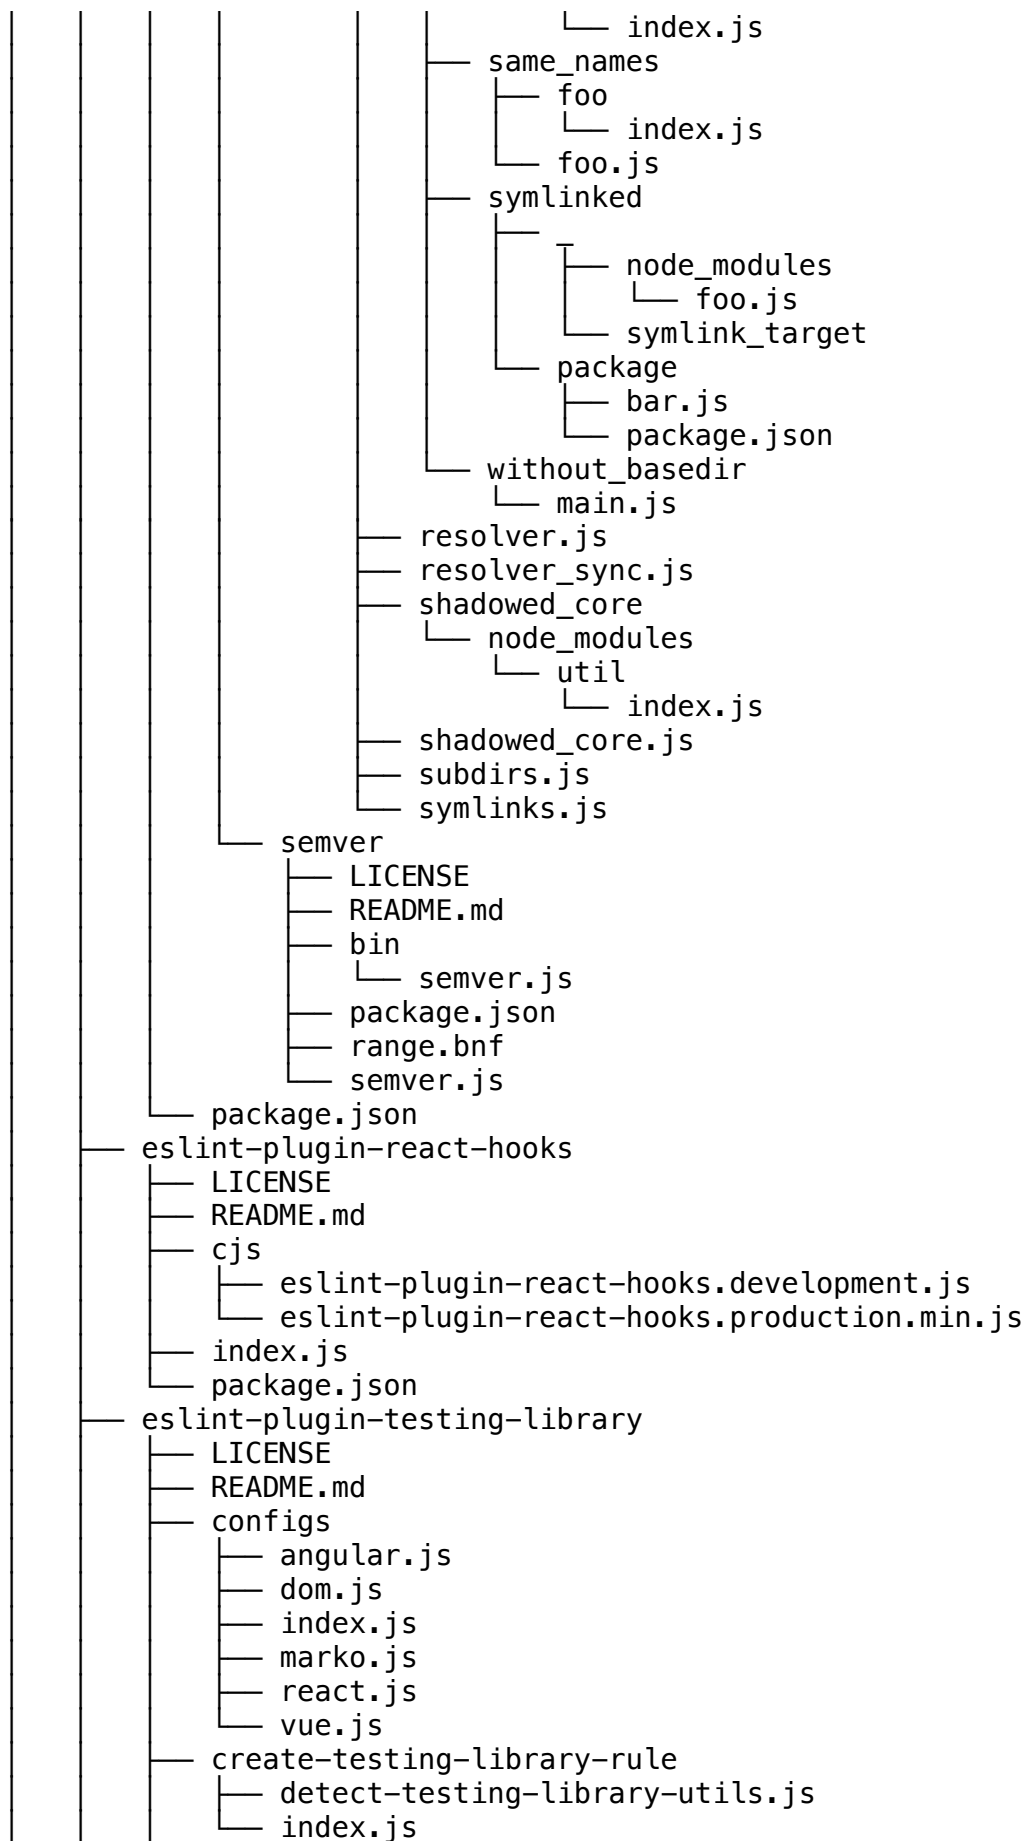 │   │   │   │       │   │       └── index.js
│   │   │   │       │   ├── same_names
│   │   │   │       │   │   ├── foo
│   │   │   │       │   │   │   └── index.js
│   │   │   │       │   │   └── foo.js
│   │   │   │       │   ├── symlinked
│   │   │   │       │   │   ├── _
│   │   │   │       │   │   │   ├── node_modules
│   │   │   │       │   │   │   │   └── foo.js
│   │   │   │       │   │   │   └── symlink_target
│   │   │   │       │   │   └── package
│   │   │   │       │   │       ├── bar.js
│   │   │   │       │   │       └── package.json
│   │   │   │       │   └── without_basedir
│   │   │   │       │       └── main.js
│   │   │   │       ├── resolver.js
│   │   │   │       ├── resolver_sync.js
│   │   │   │       ├── shadowed_core
│   │   │   │       │   └── node_modules
│   │   │   │       │       └── util
│   │   │   │       │           └── index.js
│   │   │   │       ├── shadowed_core.js
│   │   │   │       ├── subdirs.js
│   │   │   │       └── symlinks.js
│   │   │   └── semver
│   │   │       ├── LICENSE
│   │   │       ├── README.md
│   │   │       ├── bin
│   │   │       │   └── semver.js
│   │   │       ├── package.json
│   │   │       ├── range.bnf
│   │   │       └── semver.js
│   │   └── package.json
│   ├── eslint-plugin-react-hooks
│   │   ├── LICENSE
│   │   ├── README.md
│   │   ├── cjs
│   │   │   ├── eslint-plugin-react-hooks.development.js
│   │   │   └── eslint-plugin-react-hooks.production.min.js
│   │   ├── index.js
│   │   └── package.json
│   ├── eslint-plugin-testing-library
│   │   ├── LICENSE
│   │   ├── README.md
│   │   ├── configs
│   │   │   ├── angular.js
│   │   │   ├── dom.js
│   │   │   ├── index.js
│   │   │   ├── marko.js
│   │   │   ├── react.js
│   │   │   └── vue.js
│   │   ├── create-testing-library-rule
│   │   │   ├── detect-testing-library-utils.js
│   │   │   └── index.js